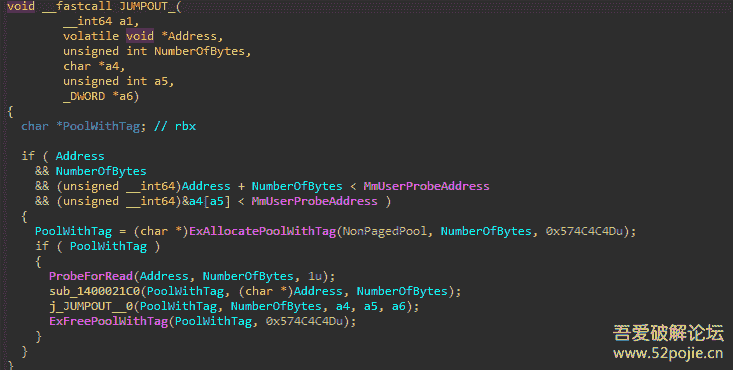 void __fastcall JUMPOUT_(
        __int64 a1,
        volatile void *Address,
        unsigned int NumberOfBytes,
        char *a4,
        unsigned int a5,
        _DWORD *a6)
{
  char *PoolWithTag; // rbx
  if ( Address
    && NumberOfBytes
    && (unsigned __int64)Address + NumberOfBytes < MmUserProbeAddress
    && (unsigned __int64)&a4[a5] < MmUserProbeAddress )
  {
    PoolWithTag = (char *)ExAllocatePoolWithTag(NonPagedPool, NumberOfBytes, 0x574C4C4Du);
    if ( PoolWithTag )
    {
      ProbeForRead(Address, NumberOfBytes, 1u);
      sub_1400021C0(PoolWithTag, (char *)Address, NumberOfBytes);
      j_JUMPOUT__0(PoolWithTag, NumberOfBytes, a4, a5, a6);
      ExFreePoolWithTag(PoolWithTag, 0x574C4C4Du);
    }
  }
}
吾爱破解论坛
www.52pojie.cn